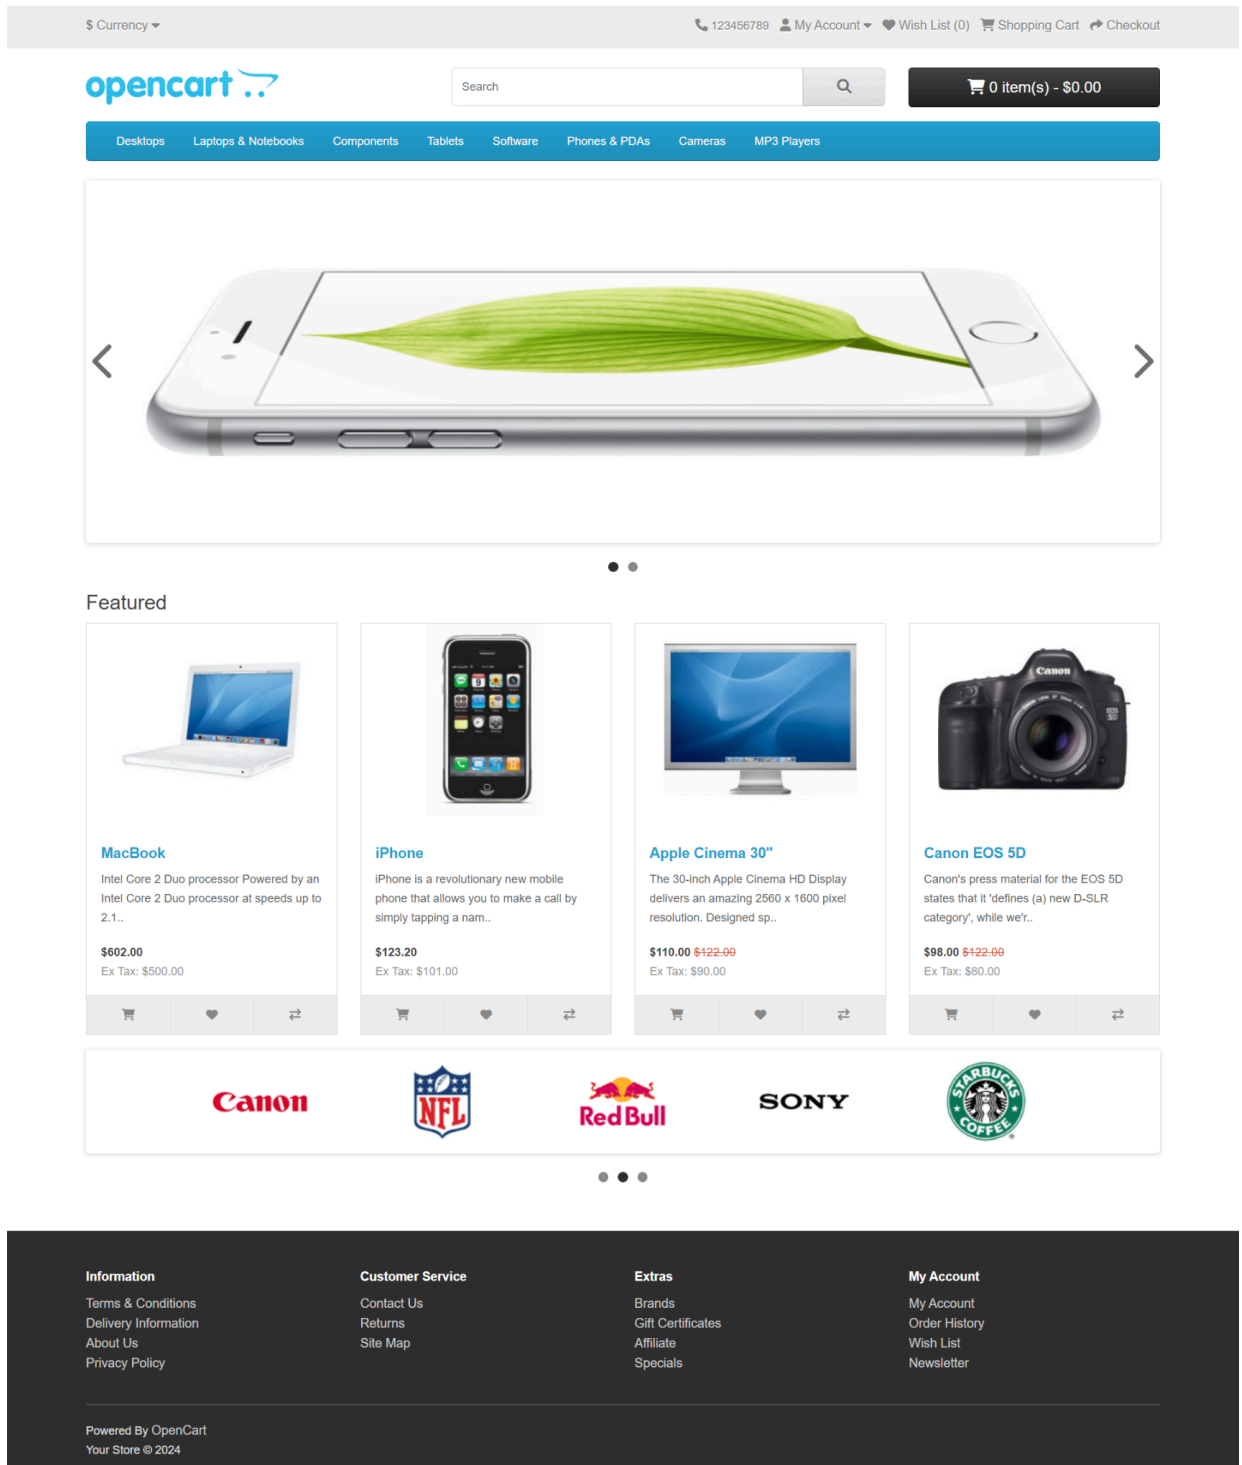 $ Currency
123456789 My Account Wish List (0) Shopping Cart Checkout
opencart
Search
0 item(s) - $0.00
Desktops Laptops & Notebooks Components Tablets Software Phones & PDAs Cameras MP3 Players
Featured
Canon
EOS
5D
MacBook
Intel Core 2 Duo processor Powered by an
Intel Core 2 Duo processor at speeds up to
2.1..
$602.00
Ex Tax: $500.00
iPhone
iPhone is a revolutionary new mobile
phone that allows you to make a call by
simply tapping a nam..
$123.20
Ex Tax: $101.00
Apple Cinema 30"
The 30-inch Apple Cinema HD Display
delivers an amazing 2560 x 1600 pixel
resolution. Designed sp..
$110.00 $122.00
Ex Tax: $90.00
Canon EOS 5D
Canon's press material for the EOS 5D
states that it 'defines (a) new D-SLR
category', while we'r..
$98.00 $122.00
Ex Tax: $80.00
Canon
NFL
Red Bull
SONY
STARBUCKS
COFFEE
Information
Terms & Conditions
Delivery Information
About Us
Privacy Policy
Customer Service
Contact Us
Returns
Site Map
Extras
Brands
Gift Certificates
Affiliate
Specials
My Account
My Account
Order History
Wish List
Newsletter
Powered By OpenCart
Your Store © 2024